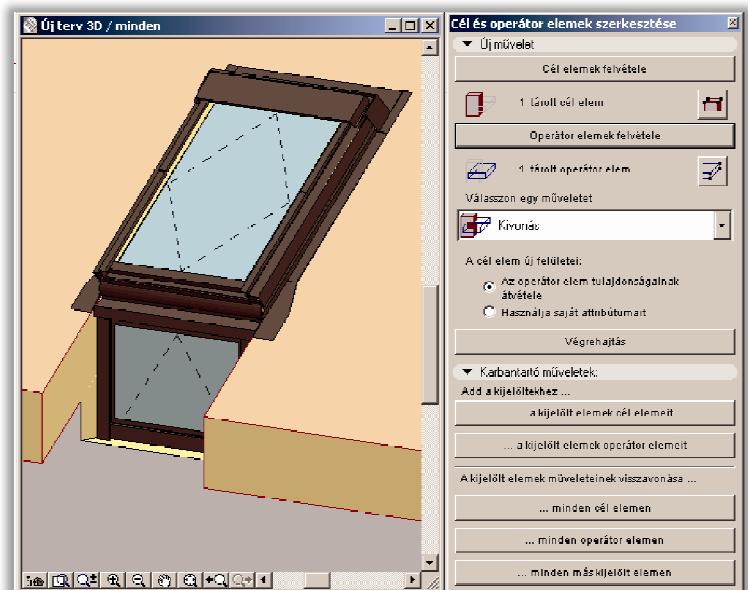 Új terv 3D / minden
Cél és operátor elemek szerkesztése
Új művelet
Cél elemek felvétele
1 tárolt cél elem
Operátor elemek felvétele
1 tárolt operátor elem
Válasszon egy műveletet
Kivonás
A cél elem új felületei:
Az operátor elem tulajdonságainak
átvétele
Használja saját attribútumait
Végrehajtás
Karbantartó műveletek:
Add a kijelöltekhez ...
... a kijelölt elemek cél elemeit
... a kijelölt elemek operátor elemeit
A kijelölt elemek műveleteinek visszavonása ...
... minden cél elemen
... minden operátor elemen
... minden más kijelölt elemen